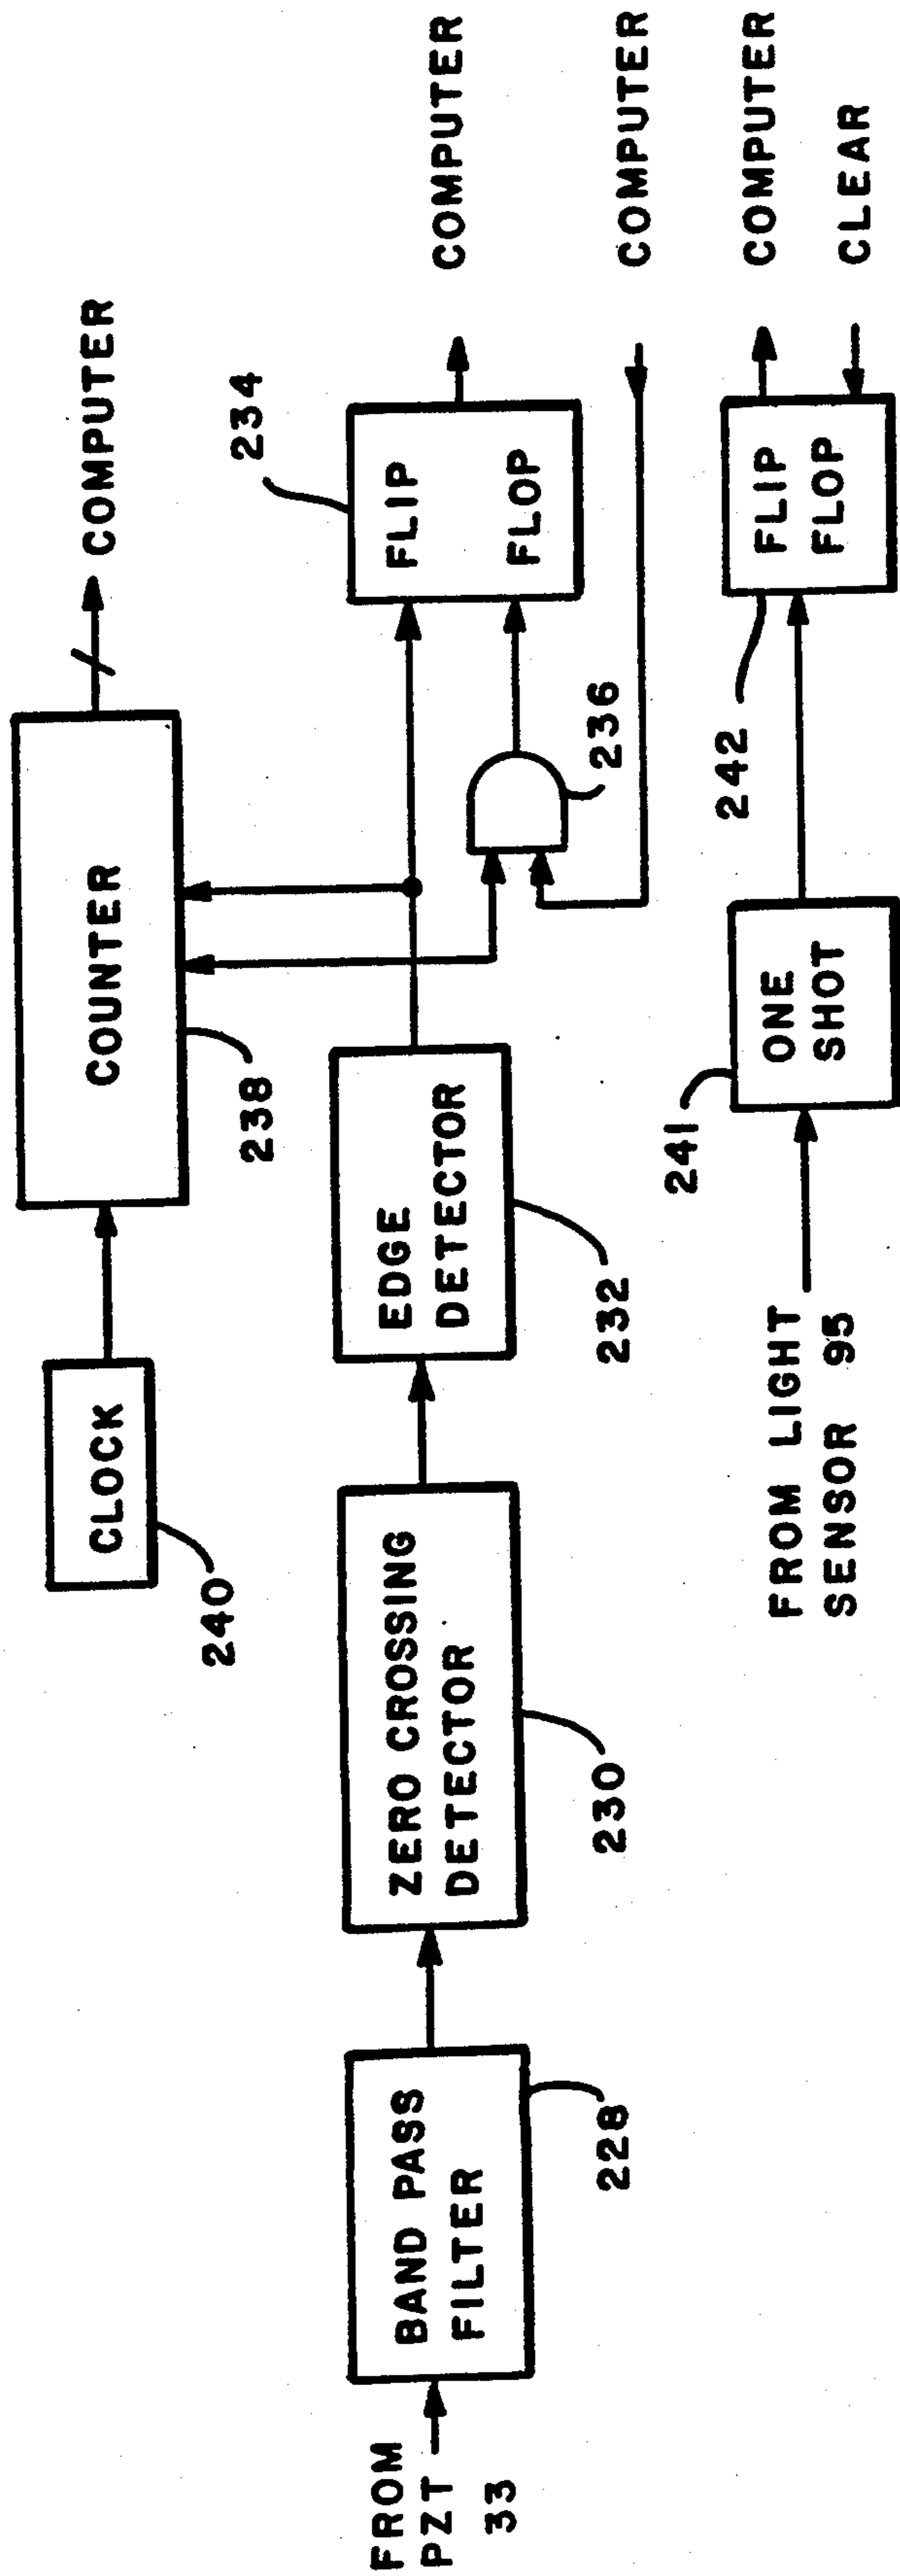 CLOCK
240
COUNTER
238
COMPUTER
FROM
PZT
33
BAND PASS
FILTER
228
ZERO CROSSING
DETECTOR
230
EDGE
DETECTOR
232
236
FLIP
FLOP
234
COMPUTER
COMPUTER
FROM LIGHT
SENSOR 95
ONE
SHOT
241
FLIP
FLOP
242
COMPUTER
CLEAR